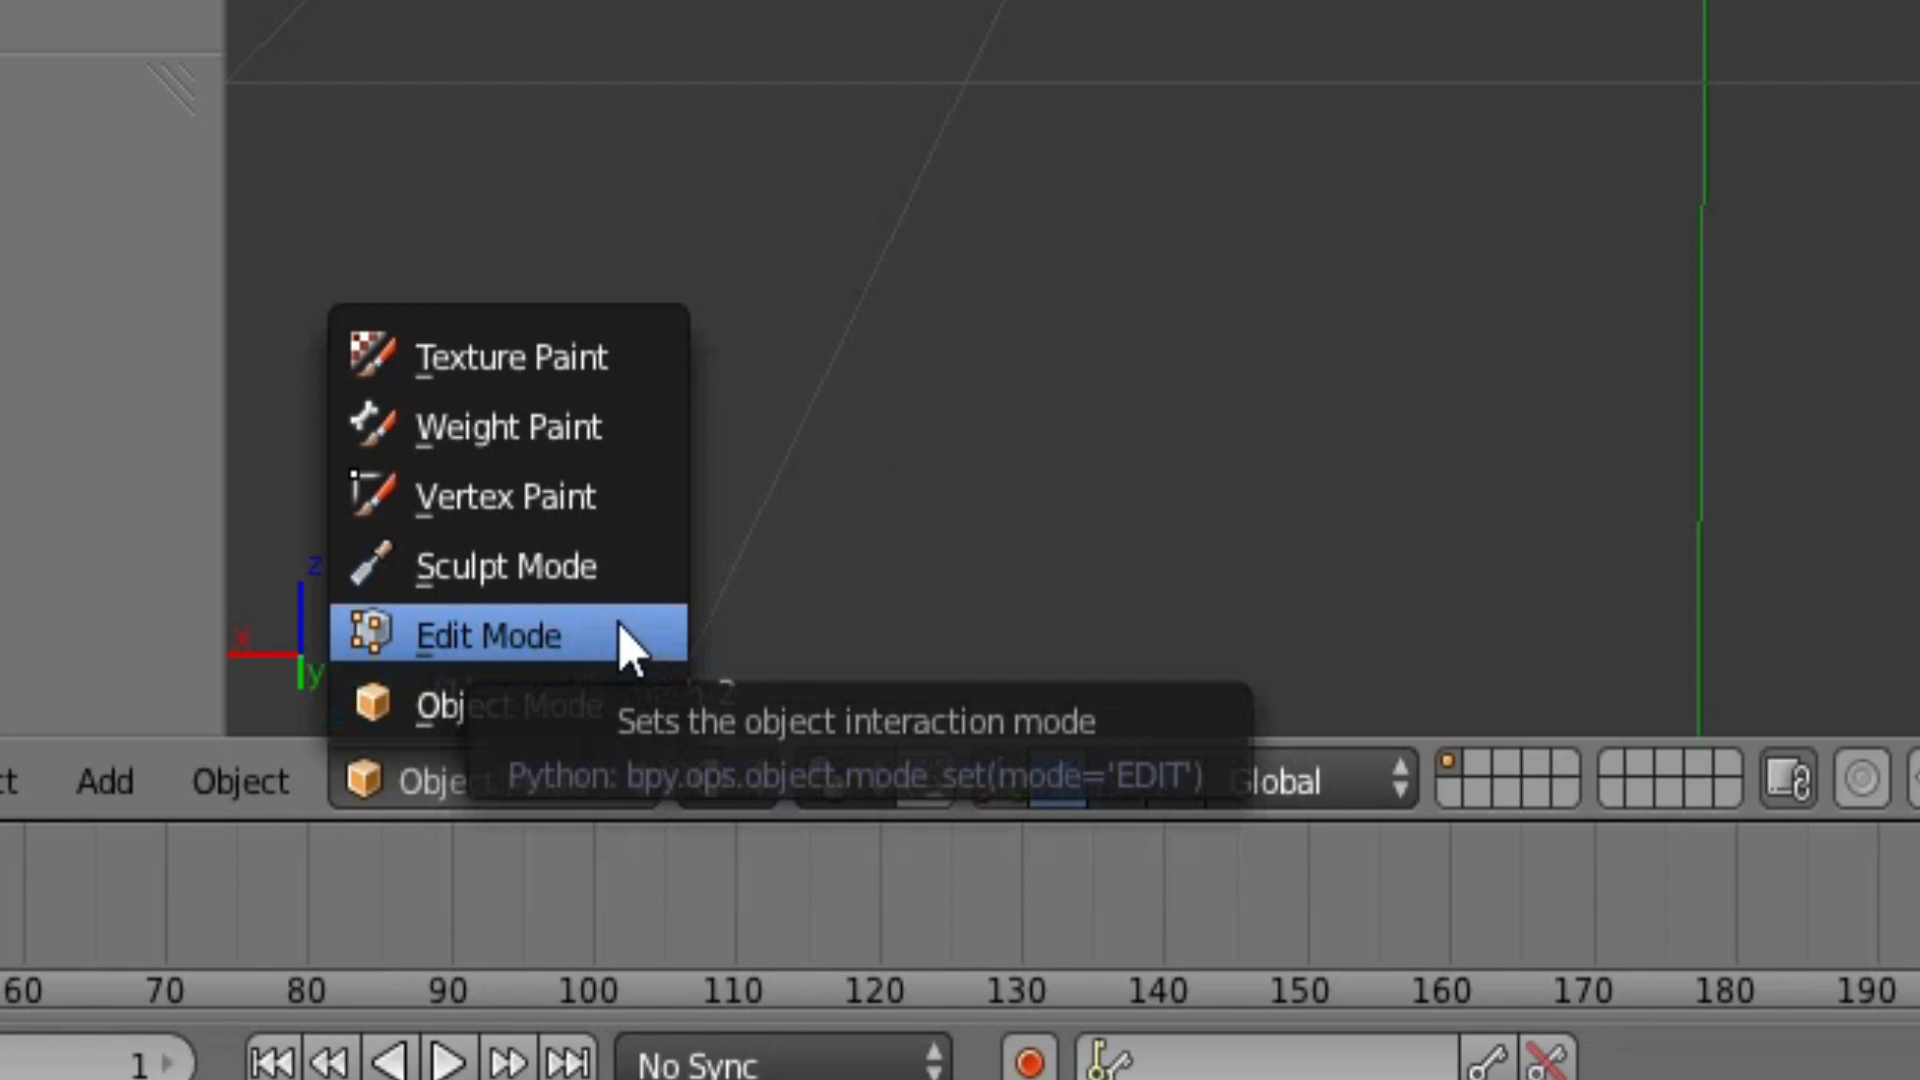 Texture Paint
Weight Paint
Vertex Paint
Sculpt Mode
z
Edit Mode
x
y
Object Mode
Sets the object interaction mode
Add Object
Python: bpy.ops.object.mode_set(mode='EDIT')
60 70 80 90 100 110 120 130 140 150 160 170 180 190
1
No Sync